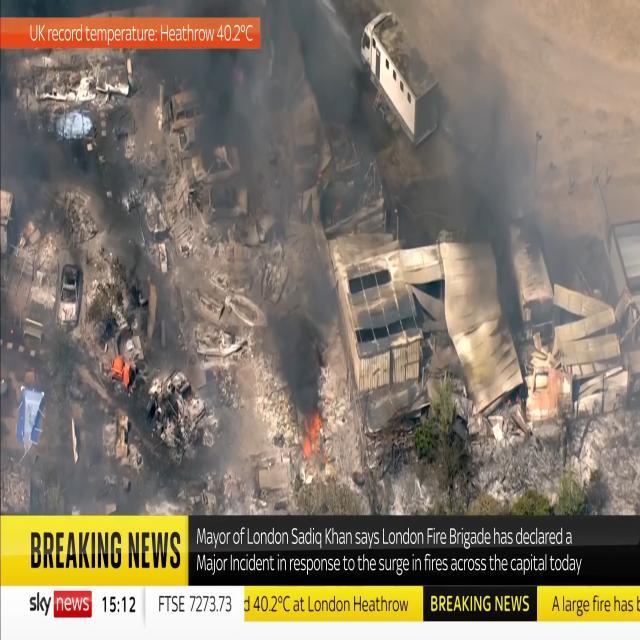 UK record temperature: Heathrow 40.2ºC
BREAKING NEWS
Mayor of London Sadiq Khan says London Fire Brigade has declared a
Major Incident in response to the surge in fires across the capital today
sky news 15:12 FTSE 7273.73 d 40.2ºC at London Heathrow BREAKING NEWS A large fire has b